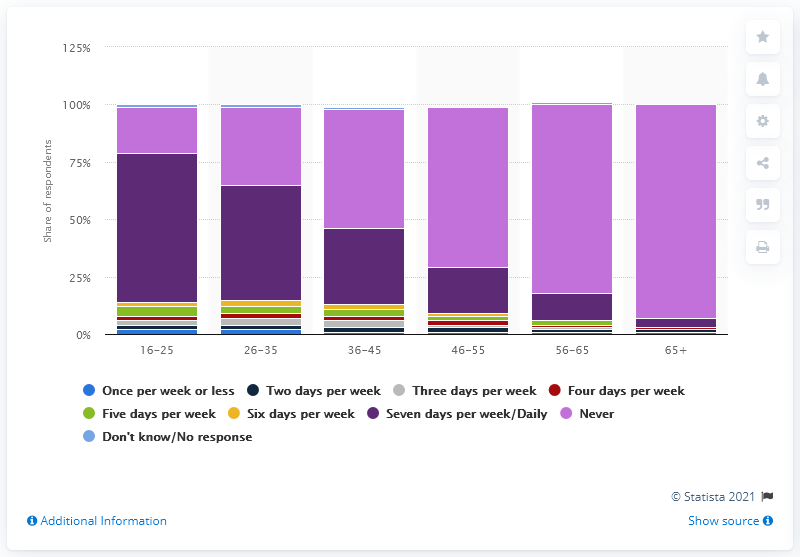 125%
100%
75%
50%
25%
0%
Share of respondents
16–25 26–35 36–45 46–55 56–65 65+
Once per week or less Two days per week Three days per week Four days per week
Five days per week Six days per week Seven days per week/Daily Never
Don't know/No response
© Statista 2021
Additional Information Show source